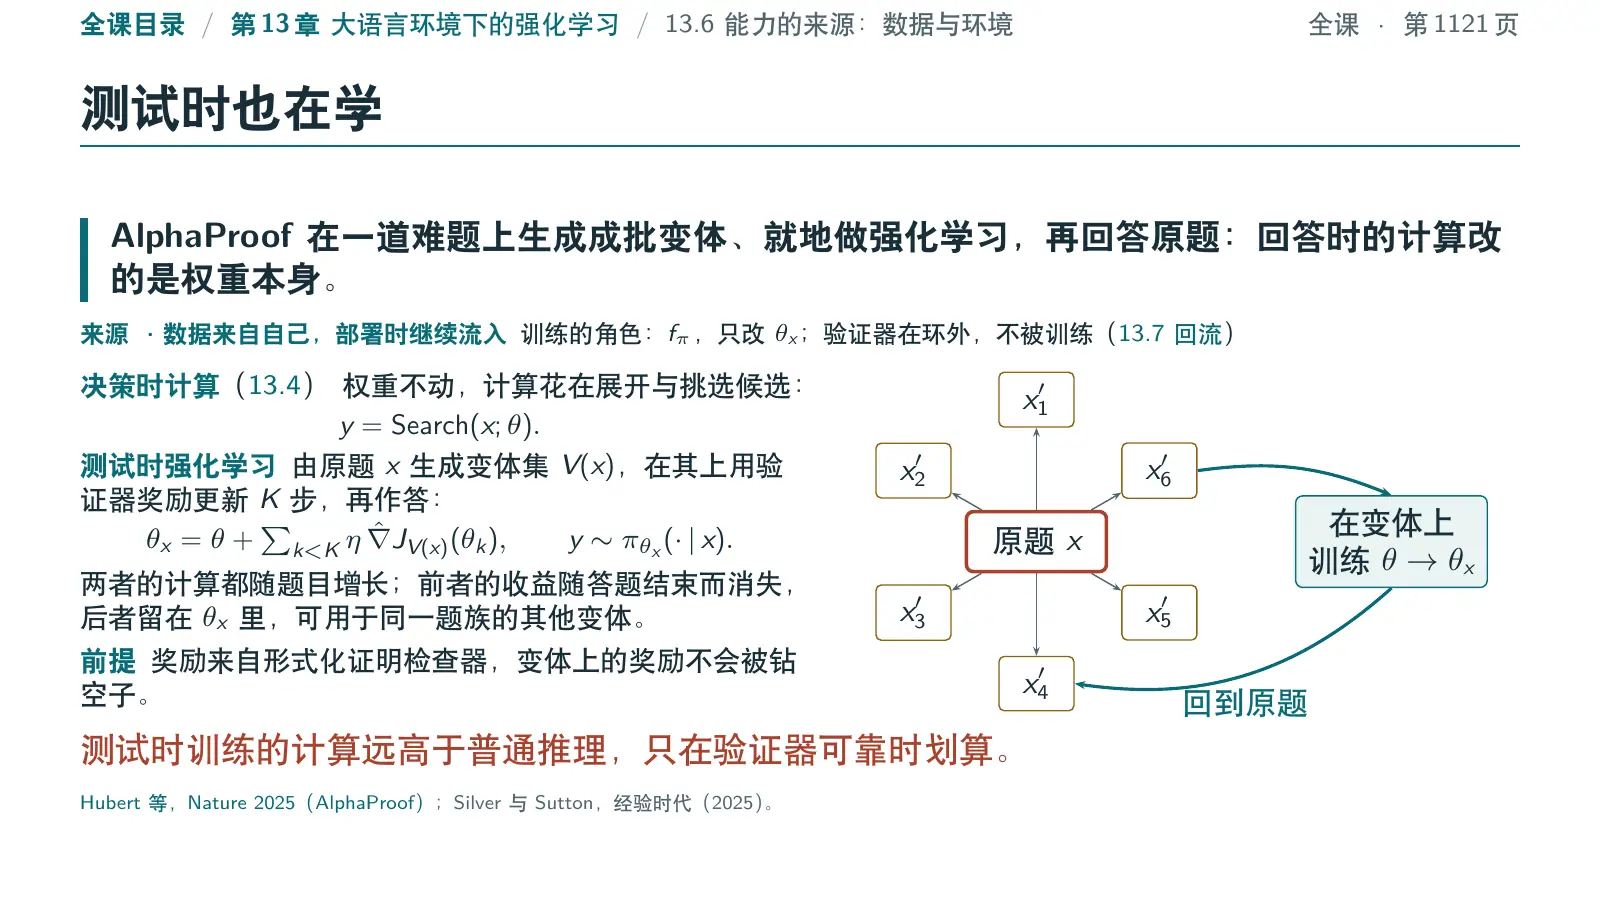 全课目录 / 第13章 大语言环境下的强化学习 / 13.6 能力的来源：数据与环境
全课 · 第1121页
测试时也在学
AlphaProof 在一道难题上生成成批变体、就地做强化学习，再回答原题：回答时的计算改
的是权重本身。
来源 · 数据来自自己，部署时继续流入 训练的角色：f_π，只改 θ_x；验证器在环外，不被训练（13.7 回流）
决策时计算（13.4） 权重不动，计算花在展开与挑选候选：
y = Search(x; θ).
测试时强化学习 由原题 x 生成变体集 V(x)，在其上用验
证器奖励更新 K 步，再作答：
θ_x = θ + ∑_{k<K} η ∇̂J_{V(x)}(θ_k), y ∼ π_{θ_x}(· | x).
两者的计算都随题目增长；前者的收益随答题结束而消失，
后者留在 θ_x 里，可用于同一题族的其他变体。
前提 奖励来自形式化证明检查器，变体上的奖励不会被钻
空子。
x′_1
x′_2
x′_6
原题 x
x′_3
x′_5
x′_4
在变体上
训练 θ → θ_x
回到原题
测试时训练的计算远高于普通推理，只在验证器可靠时划算。
Hubert 等，Nature 2025（AlphaProof）；Silver 与 Sutton，经验时代（2025）。